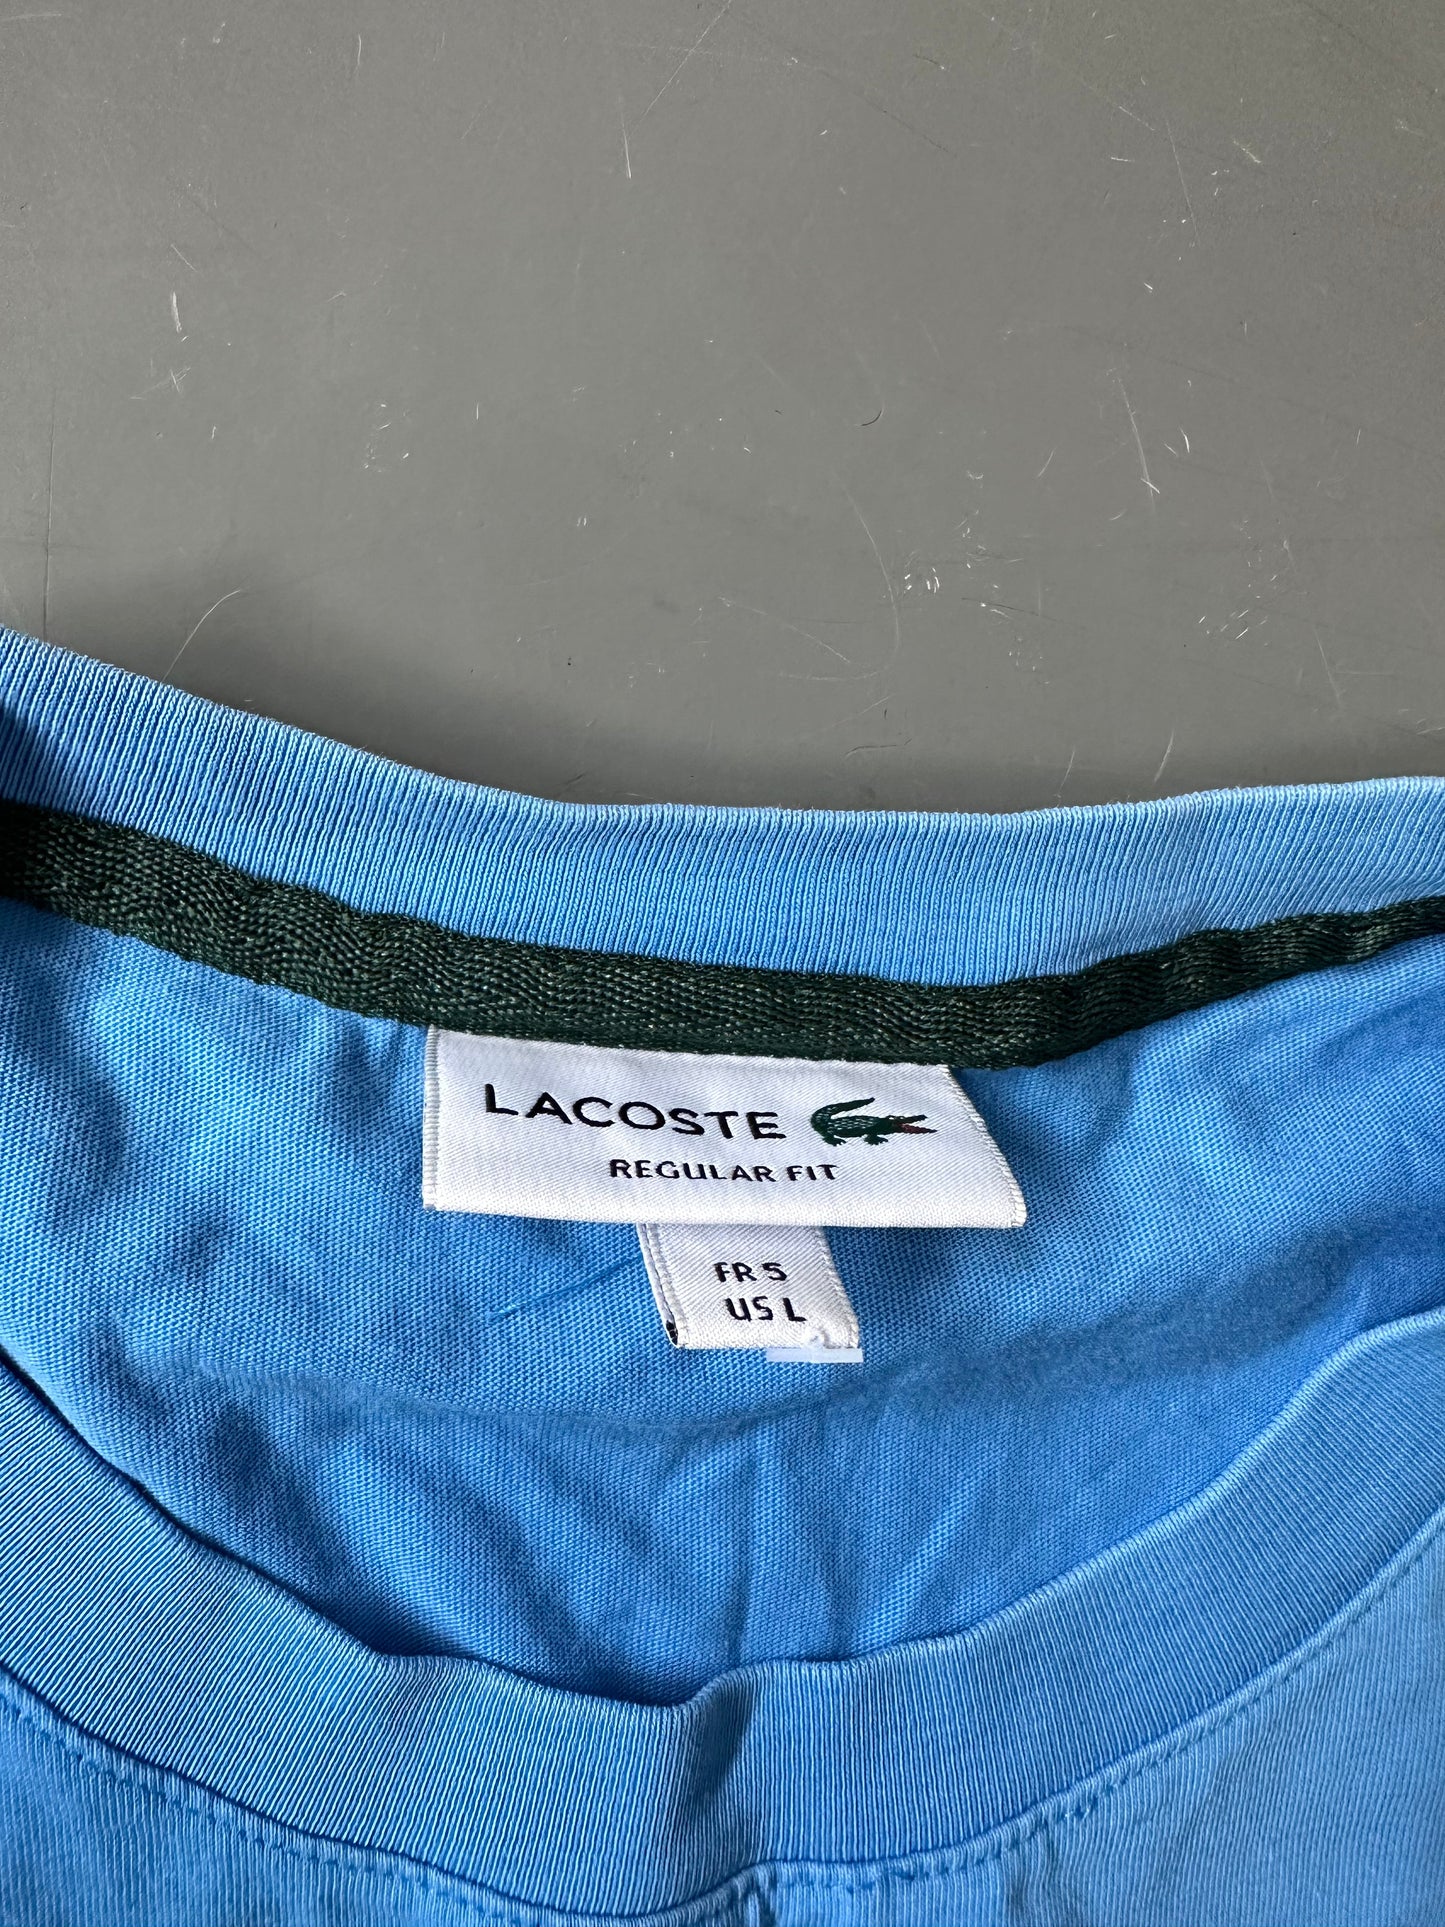 LACOSTE
REGULAR FIT
FR 5
US L